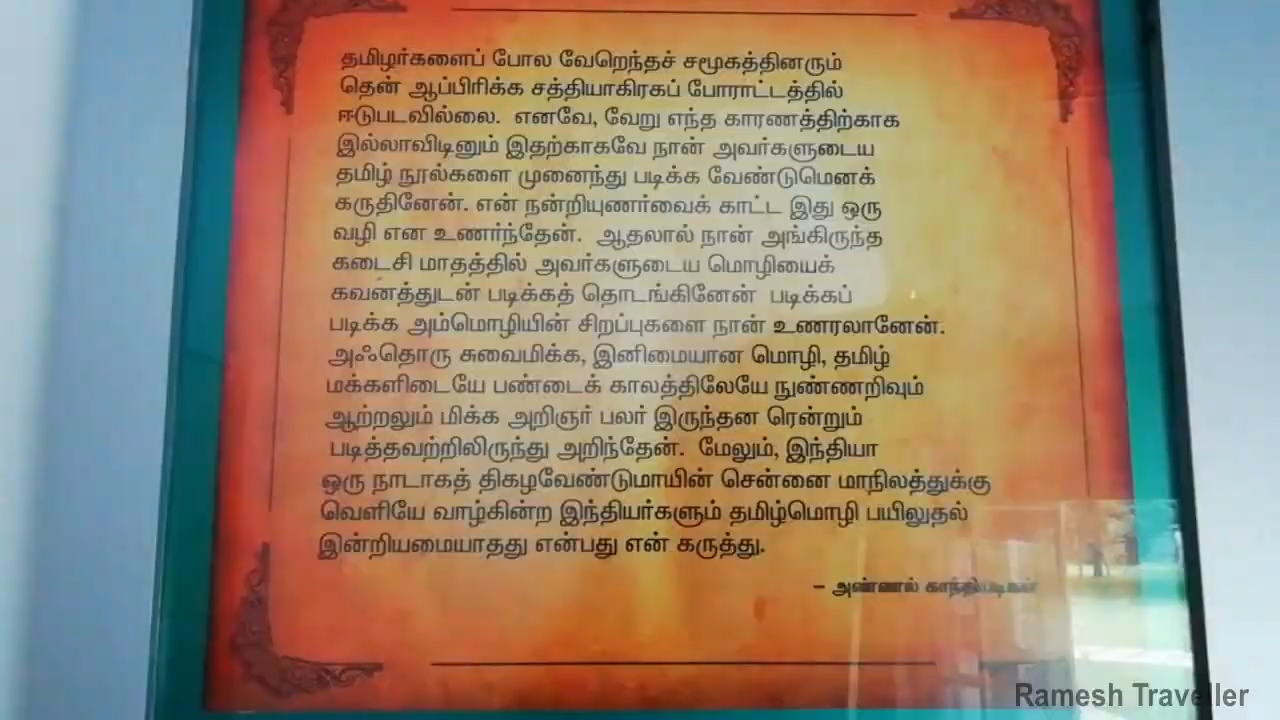 தமிழர்களைப் போல வேறெந்தச் சமூகத்தினரும்
தென் ஆப்பிரிக்க சத்தியாகிரகப் போராட்டத்தில்
ஈடுபடவில்லை. எனவே, வேறு எந்த காரணத்திற்காக
இல்லாவிடினும் இதற்காகவே நான் அவர்களுடைய
தமிழ் நூல்களை முனைந்து படிக்க வேண்டுமெனக்
கருதினேன். என் நன்றியுணர்வைக் காட்ட இது ஒரு
வழி என உணர்ந்தேன். ஆதலால் நான் அங்கிருந்த
கடைசி மாதத்தில் அவர்களுடைய மொழியைக்
கவனத்துடன் படிக்கத் தொடங்கினேன் படிக்கப்
படிக்க அம்மொழியின் சிறப்புகளை நான் உணரலானேன்.
அஃதொரு சுவைமிக்க, இனிமையான மொழி, தமிழ்
மக்களிடையே பண்டைக் காலத்திலேயே நுண்ணறிவும்
ஆற்றலும் மிக்க அறிஞர் பலர் இருந்தன ரென்றும்
படித்தவற்றிலிருந்து அறிந்தேன். மேலும், இந்தியா
ஒரு நாடாகத் திகழவேண்டுமாயின் சென்னை மாநிலத்துக்கு
வெளியே வாழ்கின்ற இந்தியர்களும் தமிழ்மொழி பயிலுதல்
இன்றியமையாதது என்பது என் கருத்து.
– அண்ணல் காந்தியடிகள்
Ramesh Traveller